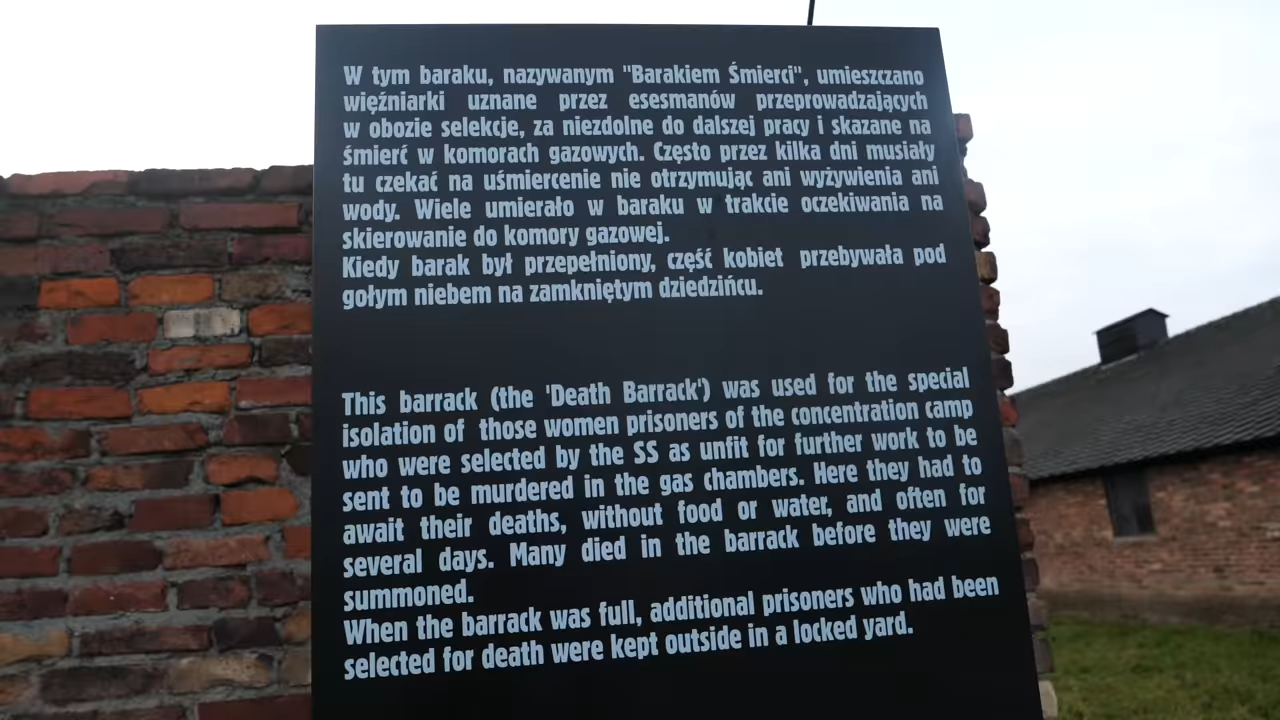 W tym baraku, nazywanym "Barakiem Śmierci", umieszczano
więźniarki uznane przez esesmanów przeprowadzających
w obozie selekcje, za niezdolne do dalszej pracy i skazane na
śmierć w komorach gazowych. Często przez kilka dni musiały
tu czekać na uśmiercenie nie otrzymując ani wyżywienia ani
wody. Wiele umierało w baraku w trakcie oczekiwania na
skierowanie do komory gazowej.
Kiedy barak był przepełniony, część kobiet przebywała pod
gołym niebem na zamkniętym dziedzińcu.
This barrack (the 'Death Barrack') was used for the special
isolation of those women prisoners of the concentration camp
who were selected by the SS as unfit for further work to be
sent to be murdered in the gas chambers. Here they had to
await their deaths, without food or water, and often for
several days. Many died in the barrack before they were
summoned.
When the barrack was full, additional prisoners who had been
selected for death were kept outside in a locked yard.